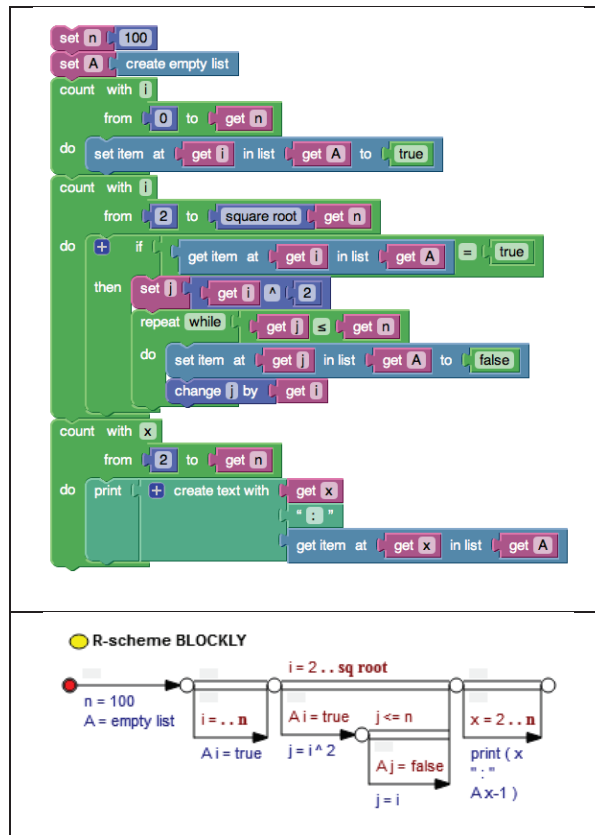 set n 100
set A create empty list
count with i
from 0 to get n
do set item at get i in list get A to true
count with i
from 2 to square root get n
do + if get item at get i in list get A = true
then set j get i ^ 2
repeat while get j ≤ get n
do set item at get j in list get A to false
change j by get i
count with x
from 2 to get n
do print + create text with get x
“ : ”
get item at get x in list get A
R-scheme BLOCKLY
i = 2 . . sq root
n = 100
A = empty list
i = . . n
A i = true
A i = true
j = i ^ 2
j <= n
A j = false
j = i
x = 2 . . n
print ( x
" : "
A x-1 )